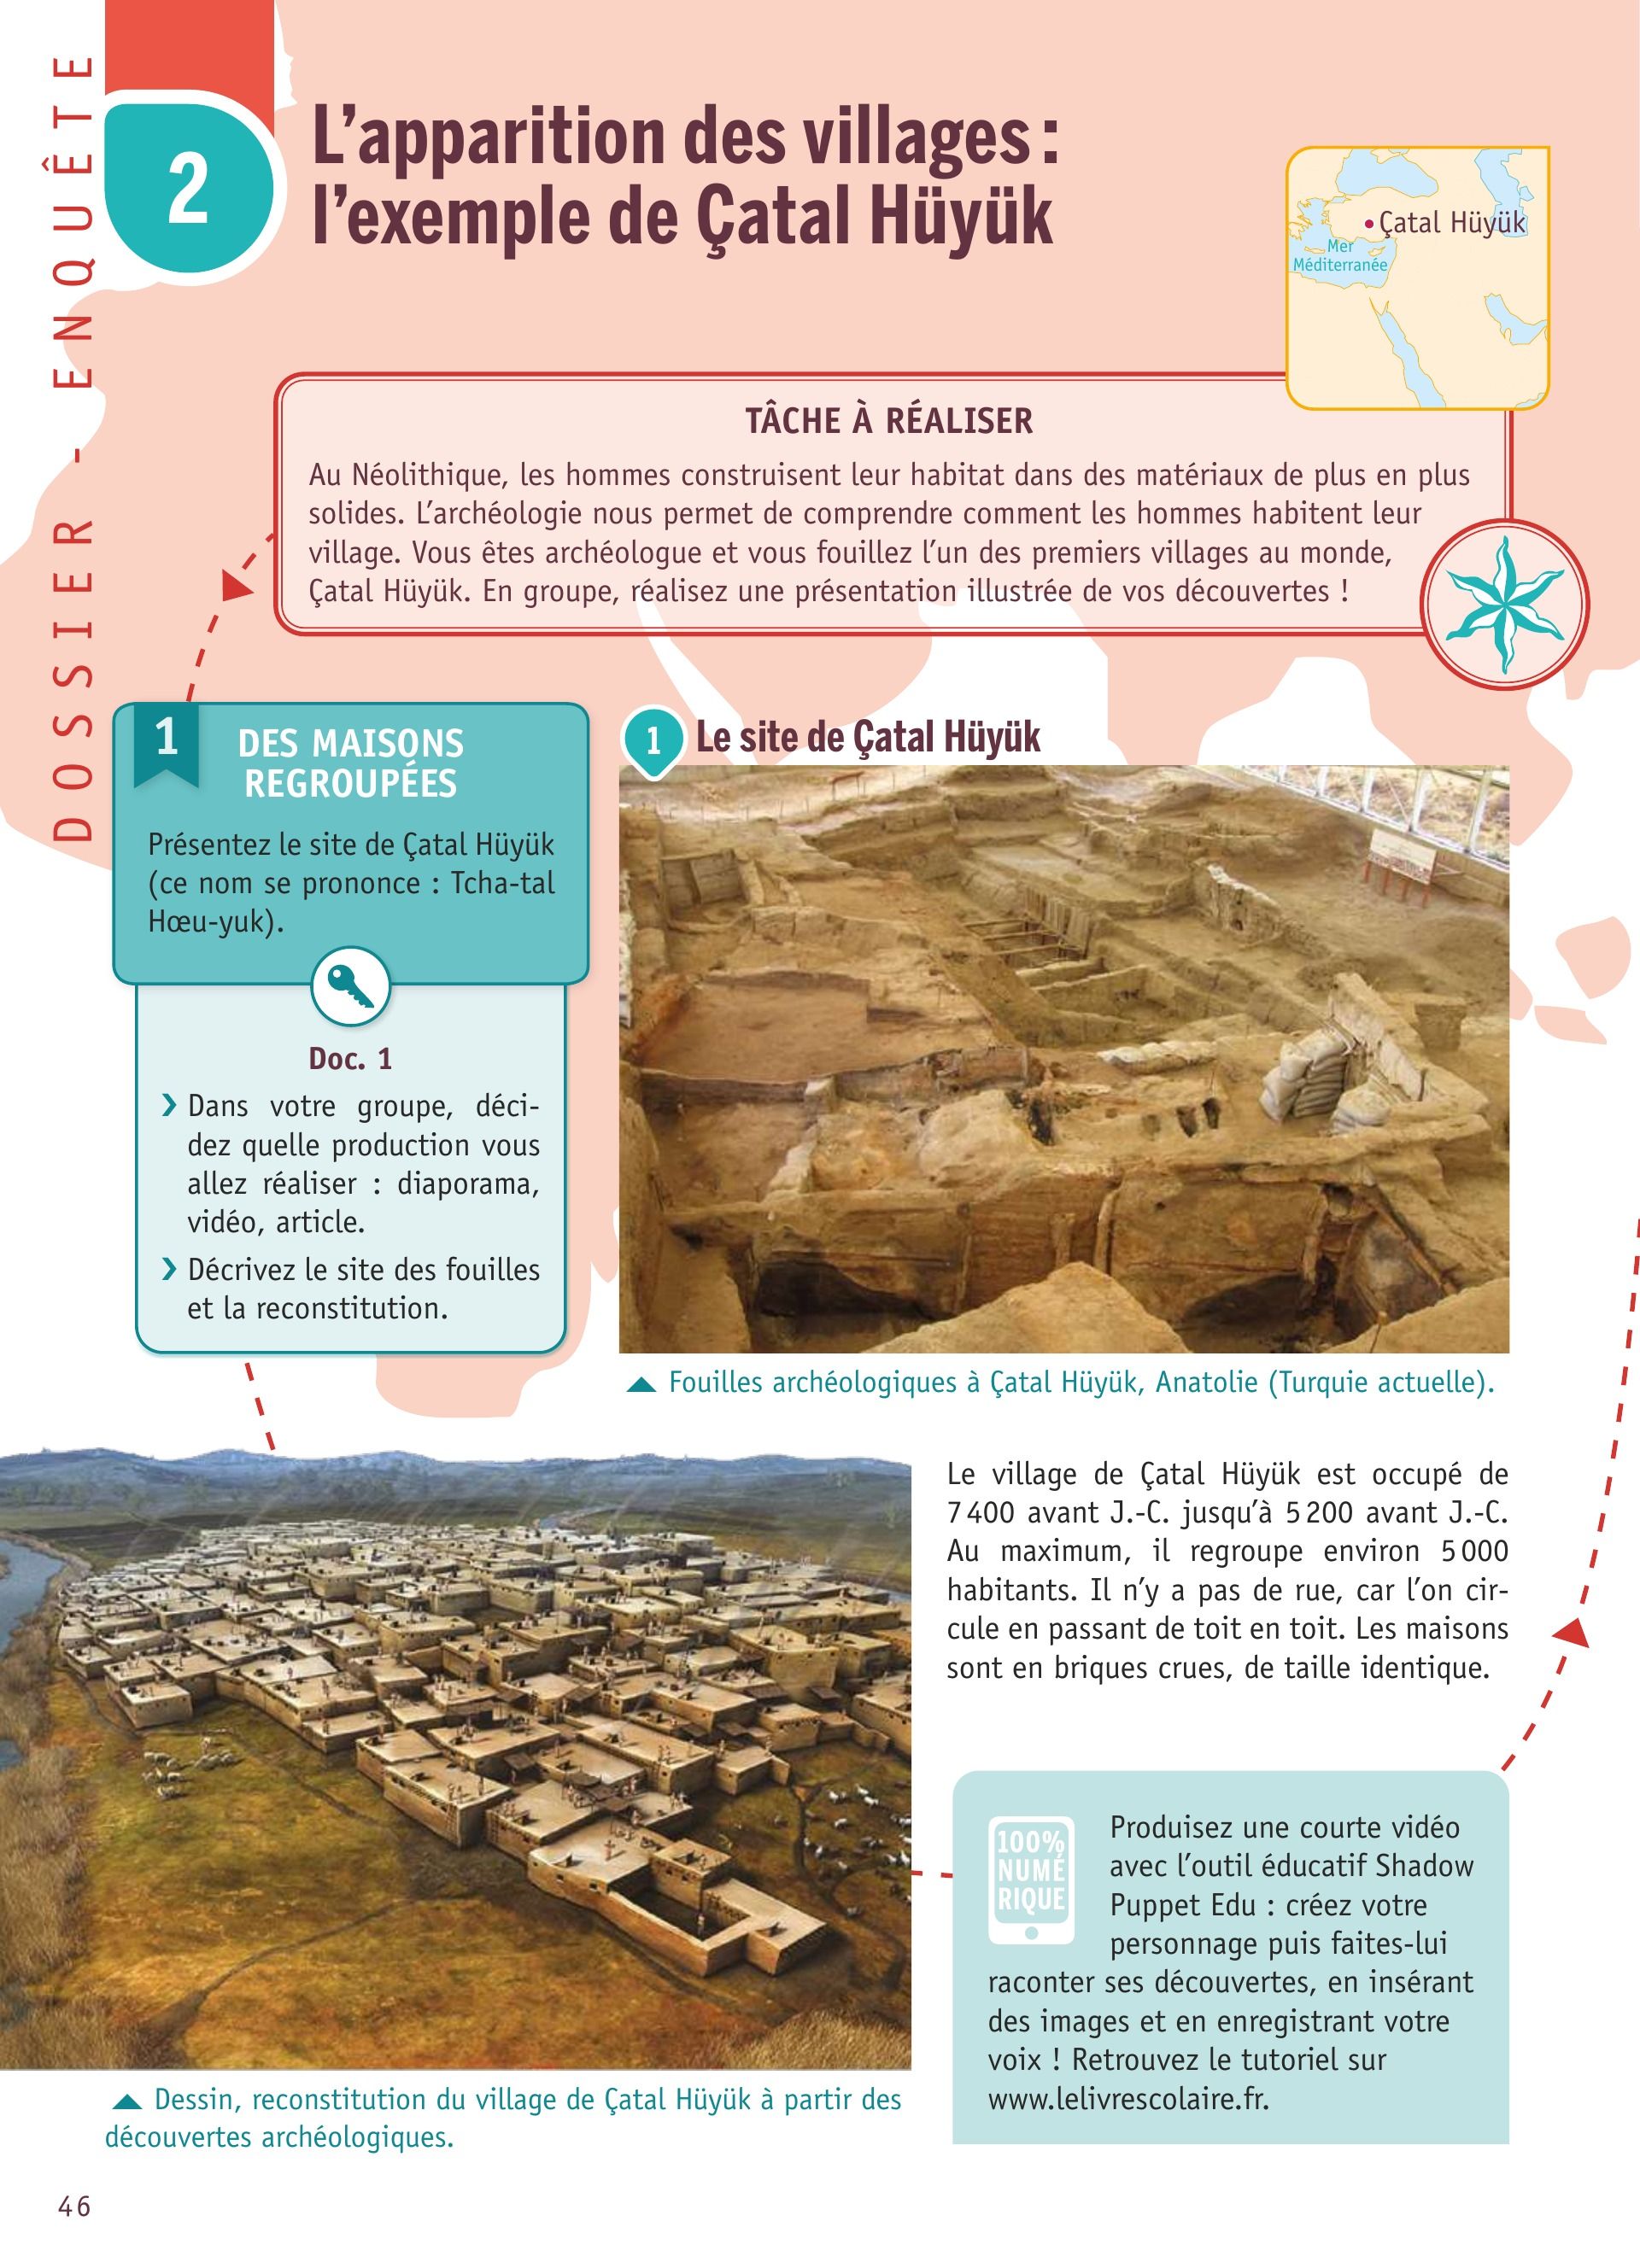 DOSSIER - ENQUÊTE
2
L’apparition des villages :
l’exemple de Çatal Hüyük
Çatal Hüyük
Mer
Méditerranée
TÂCHE À RÉALISER
Au Néolithique, les hommes construisent leur habitat dans des matériaux de plus en plus
solides. L’archéologie nous permet de comprendre comment les hommes habitent leur
village. Vous êtes archéologue et vous fouillez l’un des premiers villages au monde,
Çatal Hüyük. En groupe, réalisez une présentation illustrée de vos découvertes !
1
DES MAISONS
REGROUPÉES
Présentez le site de Çatal Hüyük
(ce nom se prononce : Tcha-tal
Hœu-yuk).
Doc. 1
› Dans votre groupe, déci-
dez quelle production vous
allez réaliser : diaporama,
vidéo, article.
› Décrivez le site des fouilles
et la reconstitution.
1 Le site de Çatal Hüyük
Fouilles archéologiques à Çatal Hüyük, Anatolie (Turquie actuelle).
Le village de Çatal Hüyük est occupé de
7 400 avant J.-C. jusqu’à 5 200 avant J.-C.
Au maximum, il regroupe environ 5 000
habitants. Il n’y a pas de rue, car l’on cir-
cule en passant de toit en toit. Les maisons
sont en briques crues, de taille identique.
100%
NUMÉ
RIQUE
Produisez une courte vidéo
avec l’outil éducatif Shadow
Puppet Edu : créez votre
personnage puis faites-lui
raconter ses découvertes, en insérant
des images et en enregistrant votre
voix ! Retrouvez le tutoriel sur
www.lelivrescolaire.fr.
Dessin, reconstitution du village de Çatal Hüyük à partir des
découvertes archéologiques.
46